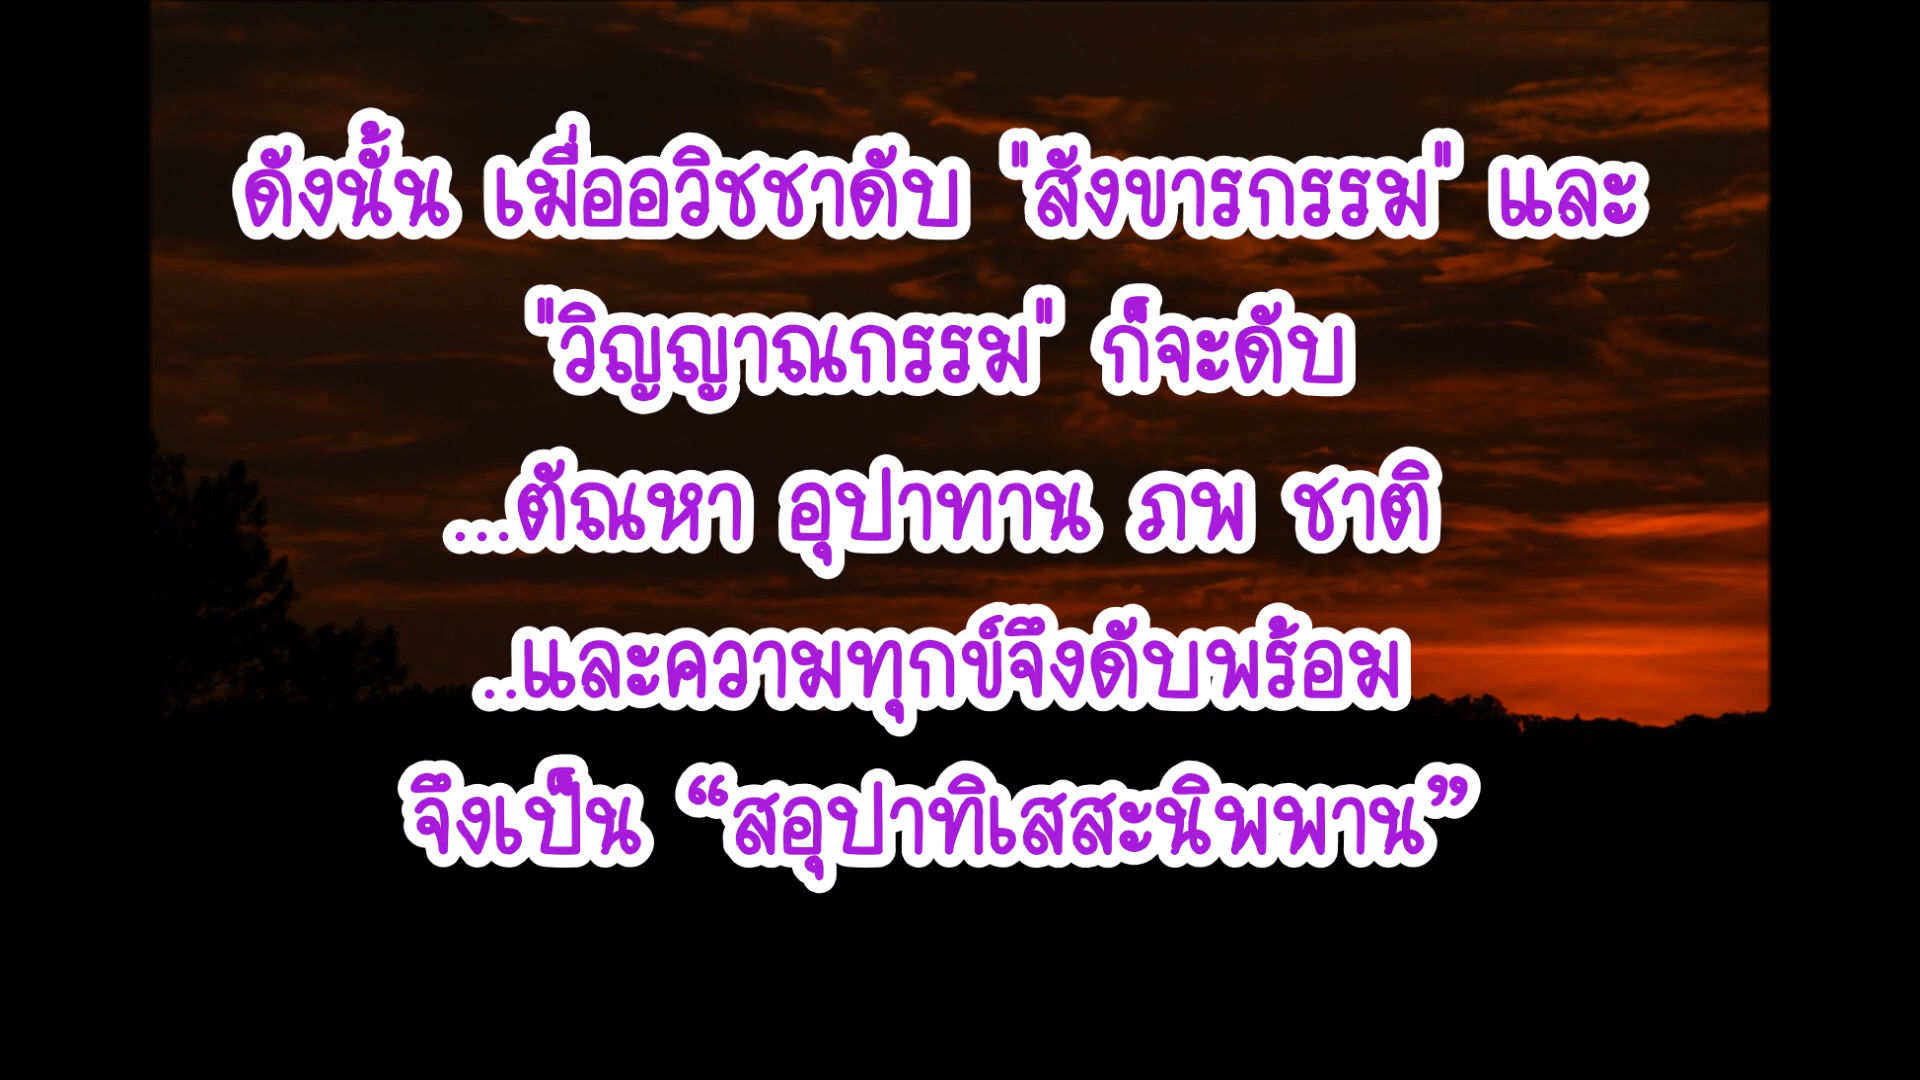 ดังนั้น เมื่ออวิชชาดับ "สังขารกรรม" และ
"วิญญาณกรรม" ก็จะดับ
...ตัณหา อุปาทาน ภพ ชาติ
..และความทุกข์จึงดับพร้อม
จึงเป็น “สอุปาทิเสสะนิพพาน”